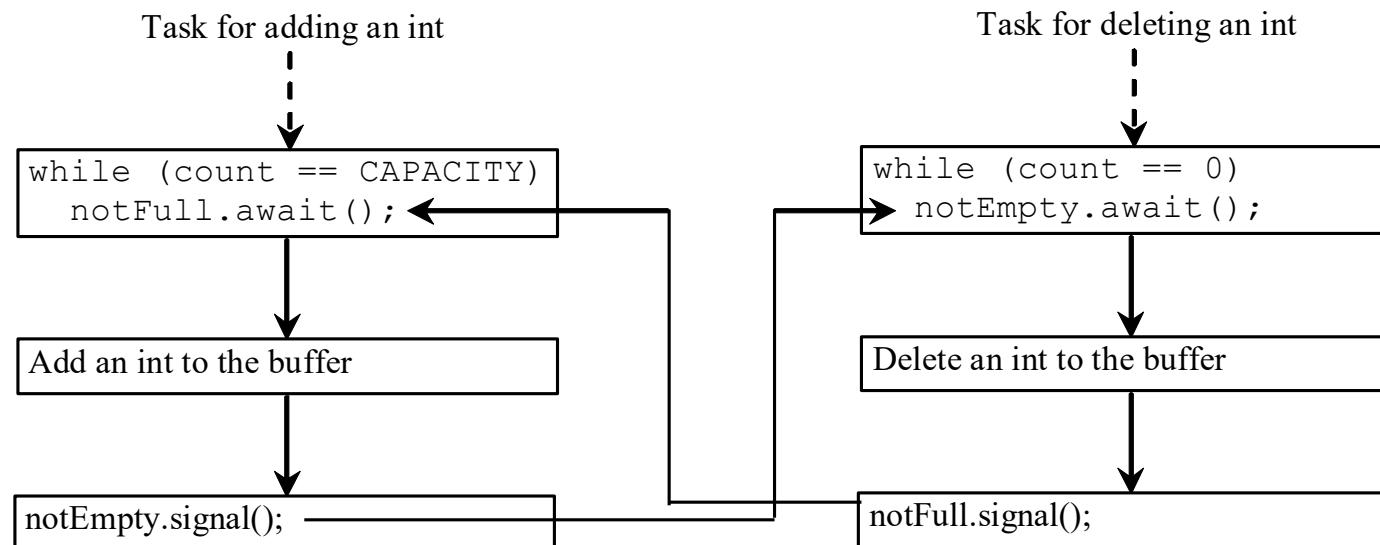 Task for adding an int
while (count == CAPACITY)
notFull.await();
Add an int to the buffer
notEmpty.signal();
Task for deleting an int
while (count == 0)
notEmpty.await();
Delete an int to the buffer
notFull.signal();